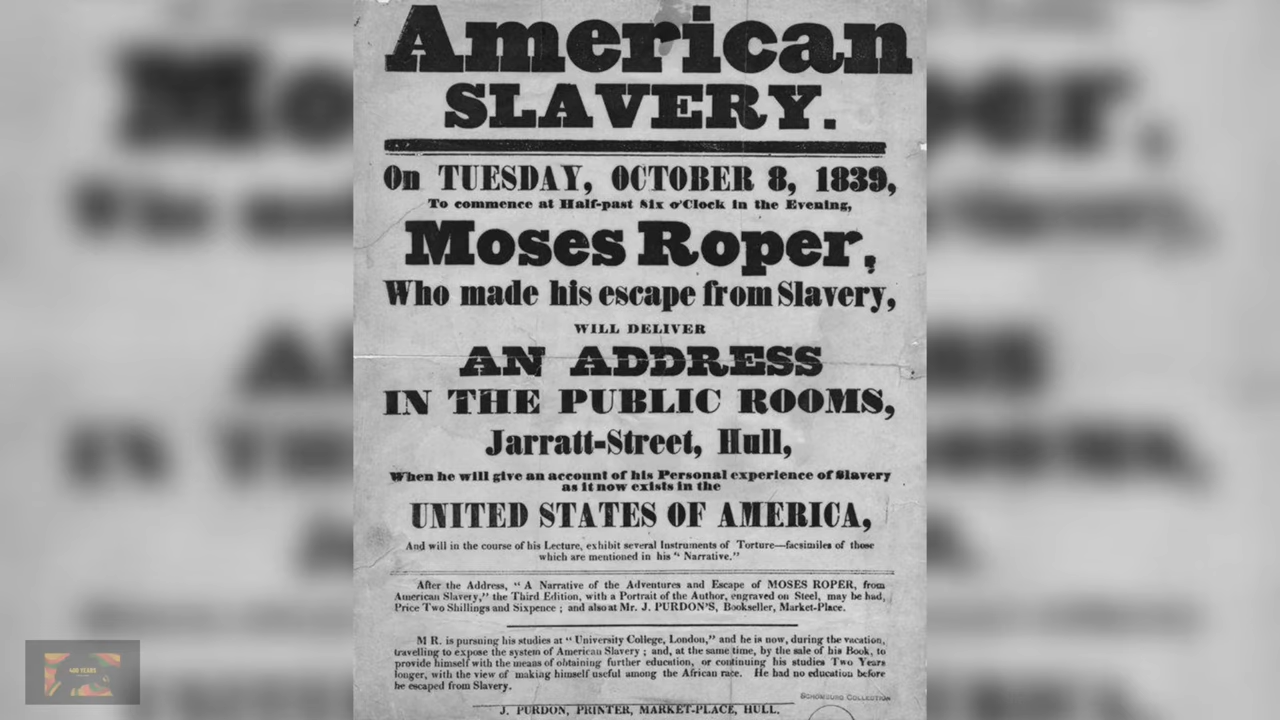 American
SLAVERY.
On TUESDAY, OCTOBER 8, 1839,
To commence at Half-past Six o'Clock in the Evening,
Moses Roper,
Who made his escape from Slavery,
WILL DELIVER
AN ADDRESS
IN THE PUBLIC ROOMS,
Jarratt-Street, Hull,
When he will give an account of his Personal experience of Slavery
as it now exists in the
UNITED STATES OF AMERICA,
And will in the course of his Lecture, exhibit several Instruments of Torture—facsimiles of those
which are mentioned in his "Narrative."
After the Address, "A Narrative of the Adventures and Escape of MOSES ROPER, from
American Slavery," the Third Edition, with a Portrait of the Author, engraved on Steel, may be had,
Price Two Shillings and Sixpence; and also at Mr. J. PURDON'S, Bookseller, Market-Place.
MR. is pursuing his studies at "University College, London," and he is now, during the vacation,
travelling to expose the system of American Slavery; and, at the same time, by the sale of his Book, to
provide himself with the means of obtaining further education, or continuing his studies Two Years
longer, with the view of making himself useful among the African race. He had no education before
he escaped from Slavery.
SCHOMBURG COLLECTION
J. PURDON, PRINTER, MARKET-PLACE, HULL.